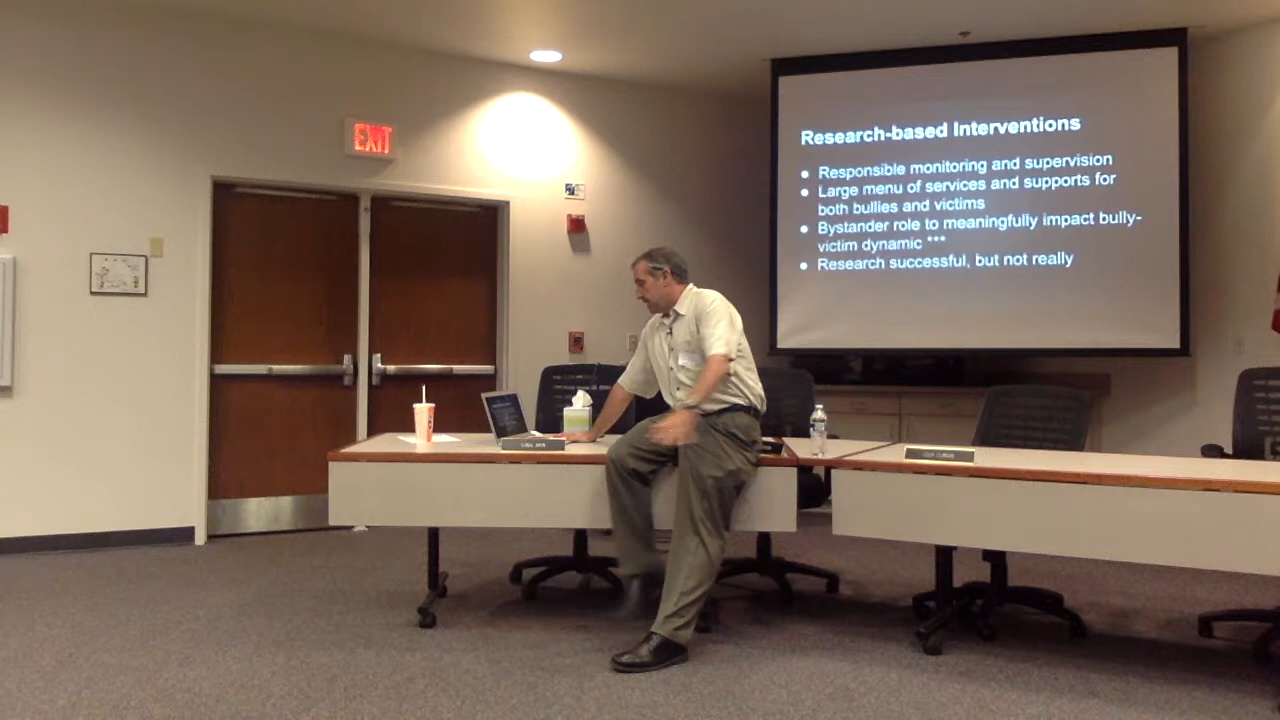 EXIT
Research-based Interventions
● Responsible monitoring and supervision
● Large menu of services and supports for
both bullies and victims
● Bystander role to meaningfully impact bully-
victim dynamic ***
● Research successful, but not really